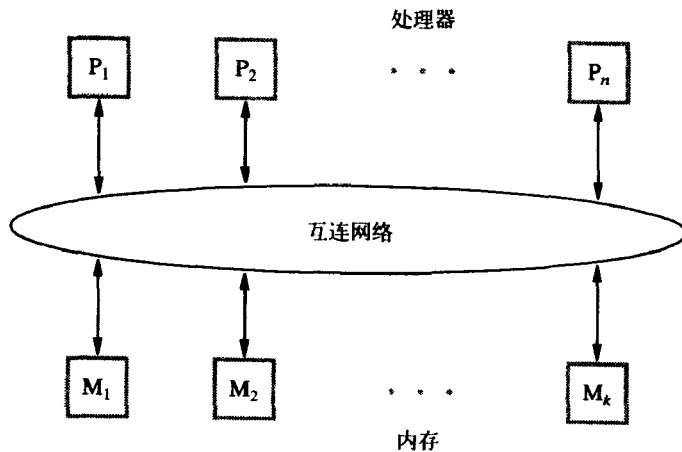 处理器
P₁ P₂ · · · Pₙ
互连网络
M₁ M₂ · · · Mₖ
内存